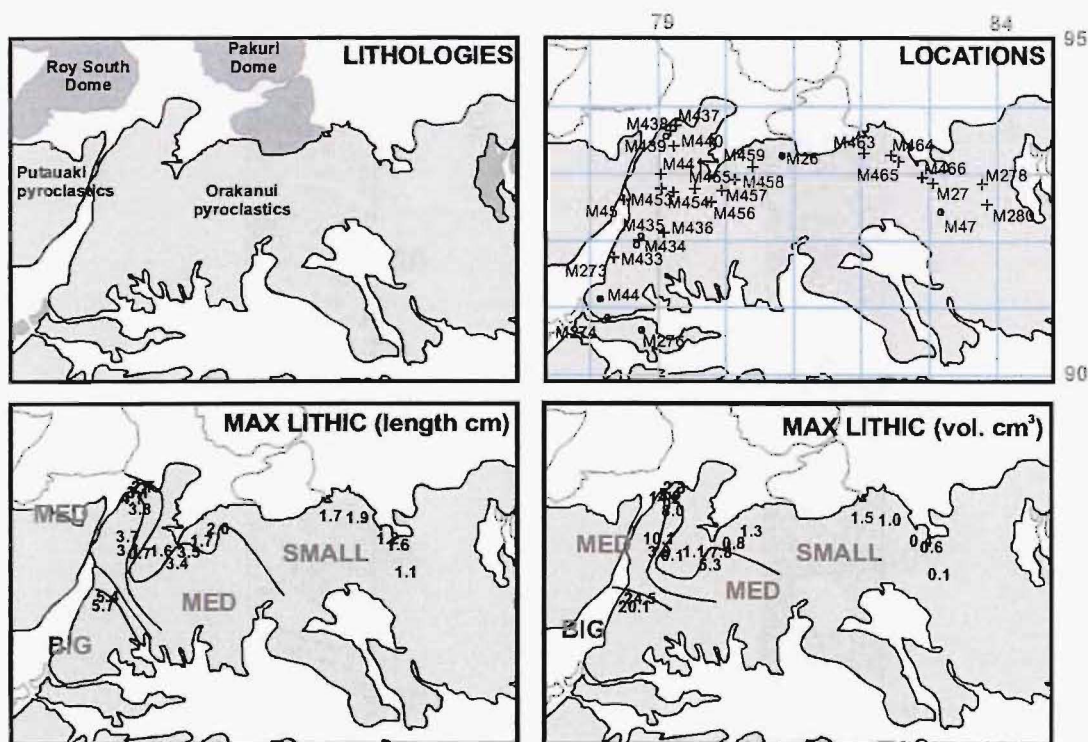 79
84
95
90
LITHOLOGIES
Roy South
Dome
Pakuri
Dome
Putauaki
pyroclastics
Orakanui
pyroclastics
LOCATIONS
M437
M438
M439
M440
M441
M459
M26
M463
M464
M465
M466
M278
M27
M280
M47
M455
M458
M45
M453
M454
M457
M456
M435
M436
M434
M433
M273
M44
M274
M276
MAX LITHIC (length cm)
MED
3.8
3.7
2.0
1.7
1.6
3.4
1.7
1.9
1.6
1.1
SMALL
MED
5.4
5.7
BIG
MAX LITHIC (vol. cm³)
MED
8.0
1.3
0.8
5.3
1.5
1.0
0.6
0.1
SMALL
MED
24.5
20.1
BIG